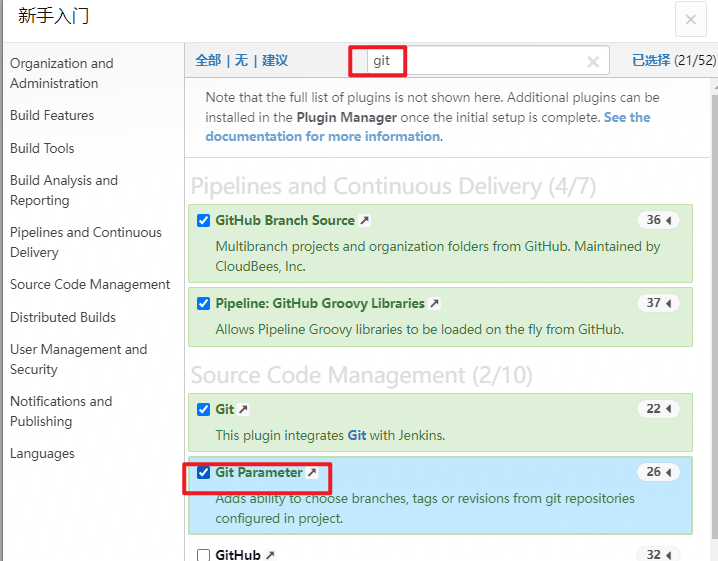 新手入门
×
Organization and
Administration
Build Features
Build Tools
Build Analysis and
Reporting
Pipelines and Continuous
Delivery
Source Code Management
Distributed Builds
User Management and
Security
Notifications and
Publishing
Languages
全部 | 无 | 建议
git
×
已选择 (21/52)
Note that the full list of plugins is not shown here. Additional plugins can be
installed in the Plugin Manager once the initial setup is complete. See the
documentation for more information.
Pipelines and Continuous Delivery (4/7)
GitHub Branch Source
36
Multibranch projects and organization folders from GitHub. Maintained by
CloudBees, Inc.
Pipeline: GitHub Groovy Libraries
37
Allows Pipeline Groovy libraries to be loaded on the fly from GitHub.
Source Code Management (2/10)
Git
22
This plugin integrates Git with Jenkins.
Git Parameter
26
Adds ability to choose branches, tags or revisions from git repositories
configured in project.
GitHub
32